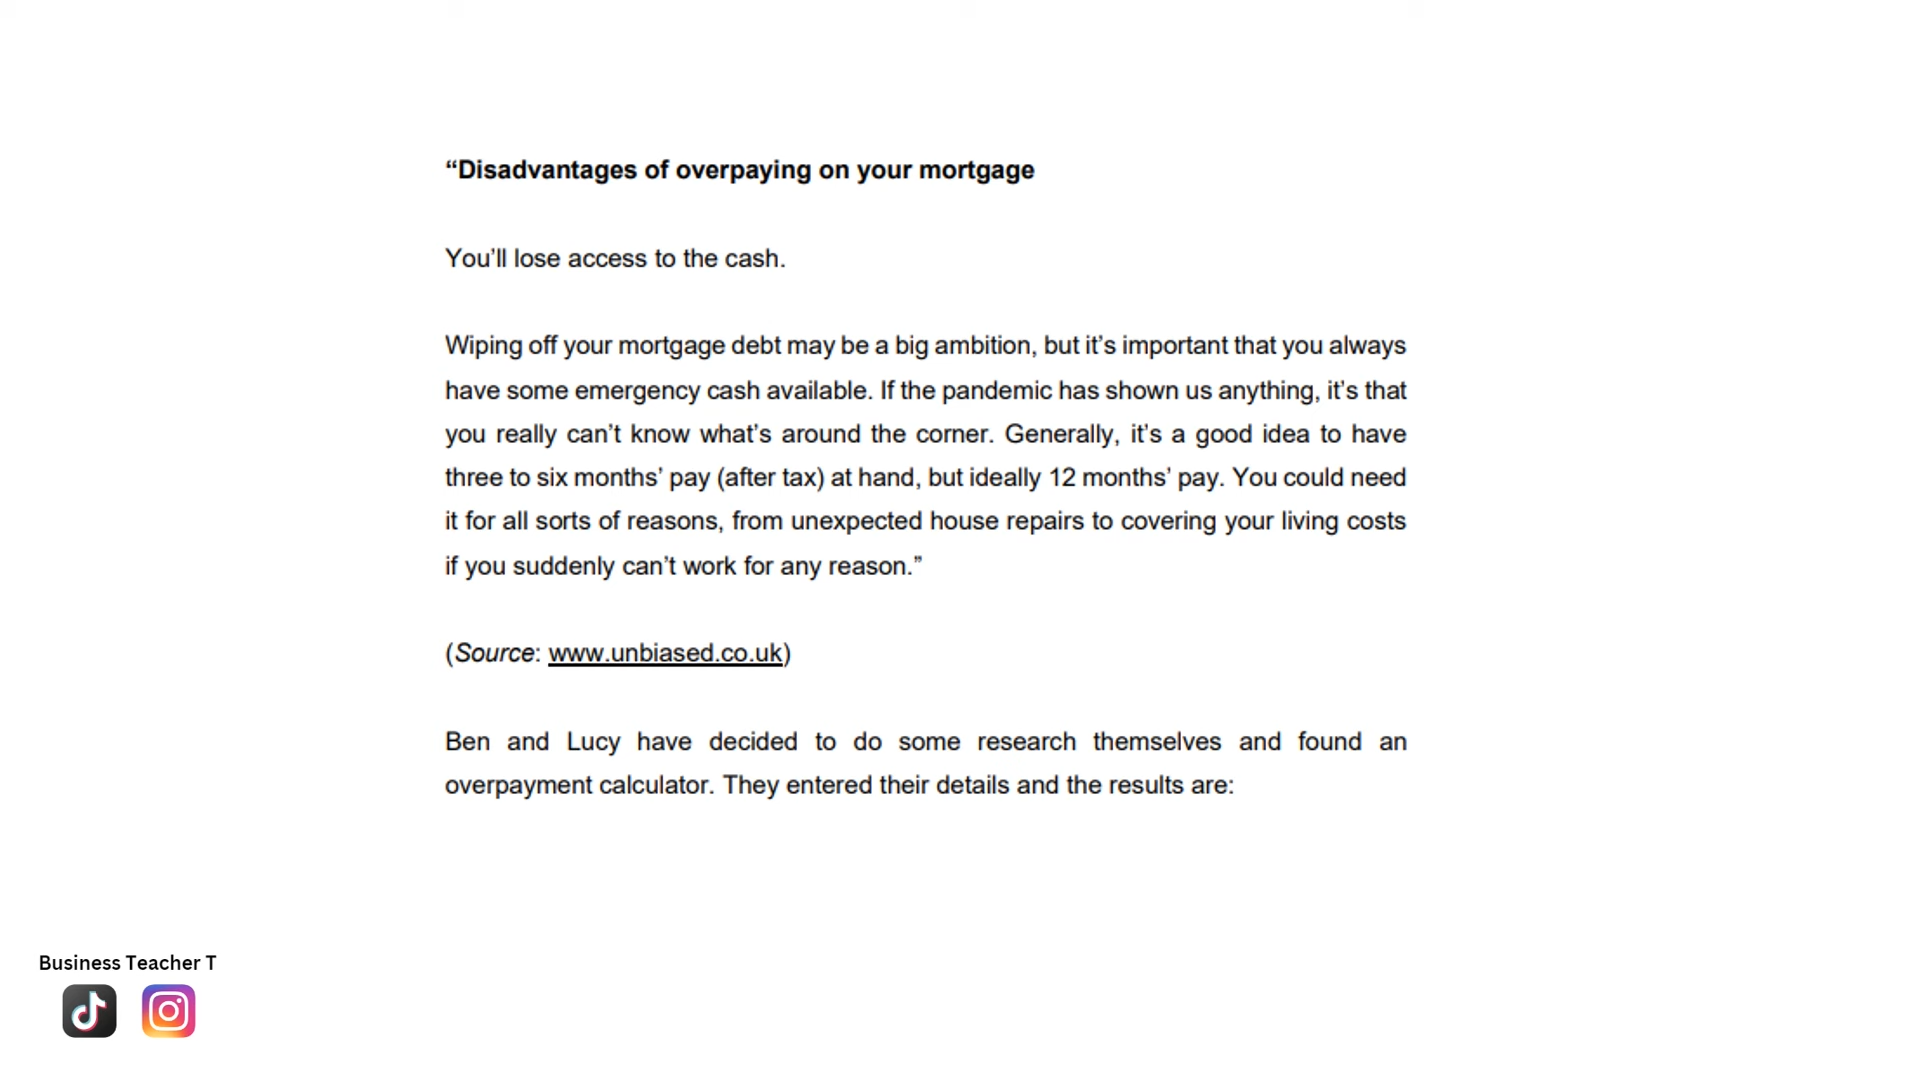 “Disadvantages of overpaying on your mortgage
You’ll lose access to the cash.
Wiping off your mortgage debt may be a big ambition, but it’s important that you always
have some emergency cash available. If the pandemic has shown us anything, it’s that
you really can’t know what’s around the corner. Generally, it’s a good idea to have
three to six months’ pay (after tax) at hand, but ideally 12 months’ pay. You could need
it for all sorts of reasons, from unexpected house repairs to covering your living costs
if you suddenly can’t work for any reason.”
(Source: www.unbiased.co.uk)
Ben and Lucy have decided to do some research themselves and found an
overpayment calculator. They entered their details and the results are:
Business Teacher T